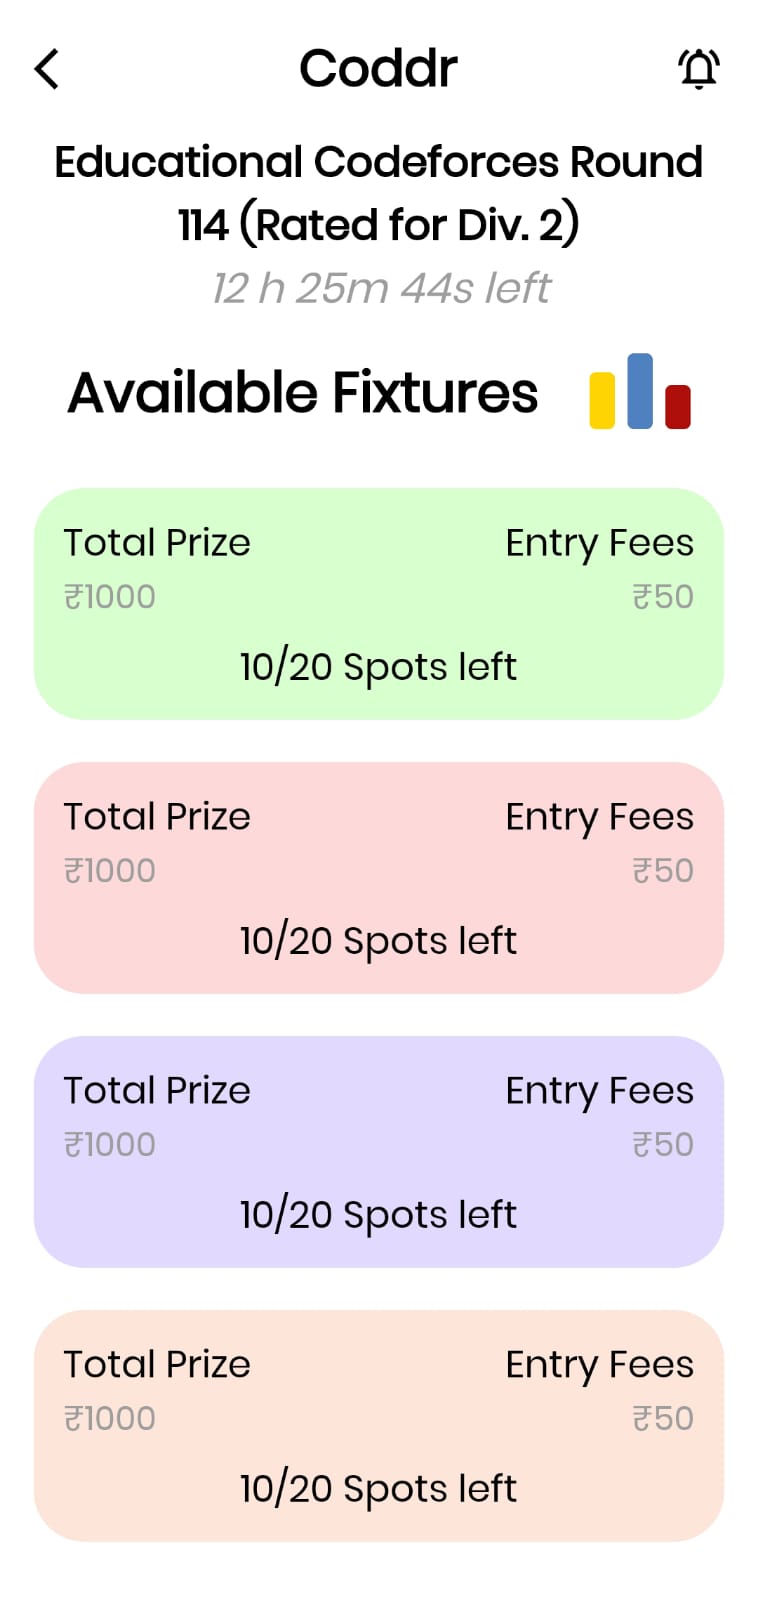 Coddr
Educational Codeforces Round
114 (Rated for Div. 2)
12 h 25m 44s left
Available Fixtures
Total Prize Entry Fees
₹1000 ₹50
10/20 Spots left
Total Prize Entry Fees
₹1000 ₹50
10/20 Spots left
Total Prize Entry Fees
₹1000 ₹50
10/20 Spots left
Total Prize Entry Fees
₹1000 ₹50
10/20 Spots left